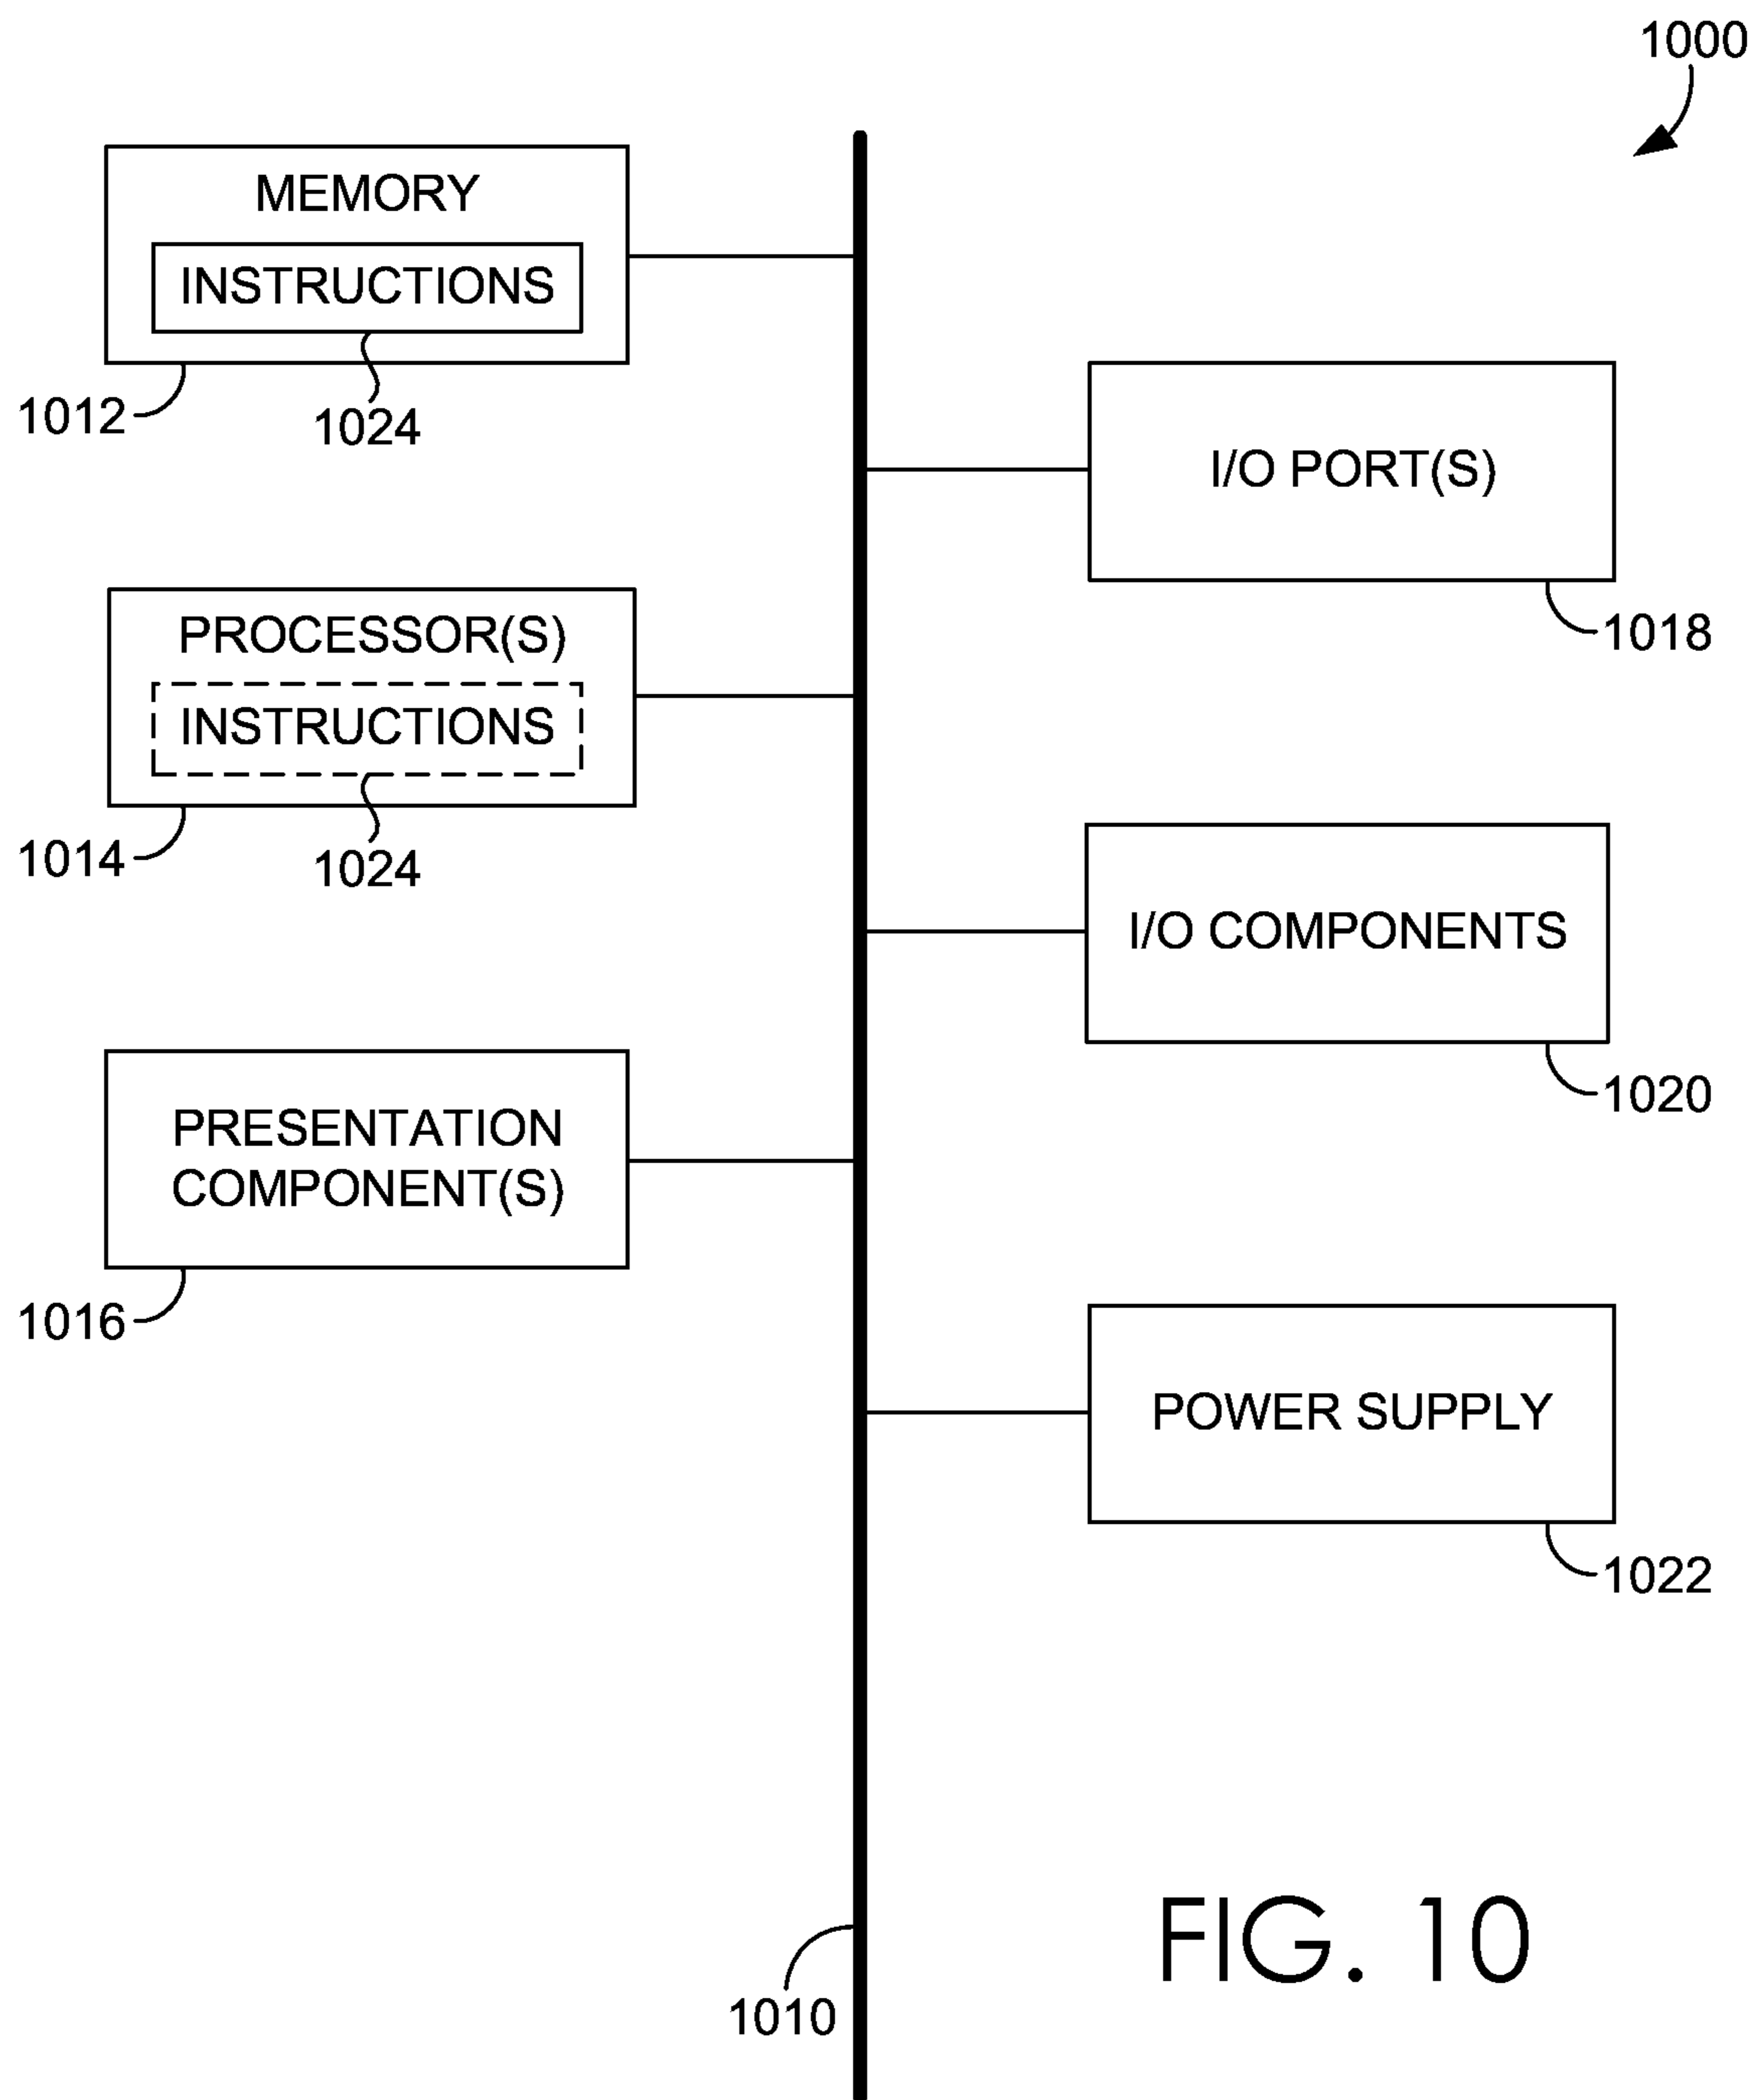 1000
MEMORY
INSTRUCTIONS
1012
1024
I/O PORT(S)
1018
PROCESSOR(S)
INSTRUCTIONS
1014
1024
I/O COMPONENTS
1020
PRESENTATION
COMPONENT(S)
1016
POWER SUPPLY
1022
1010
FIG. 10